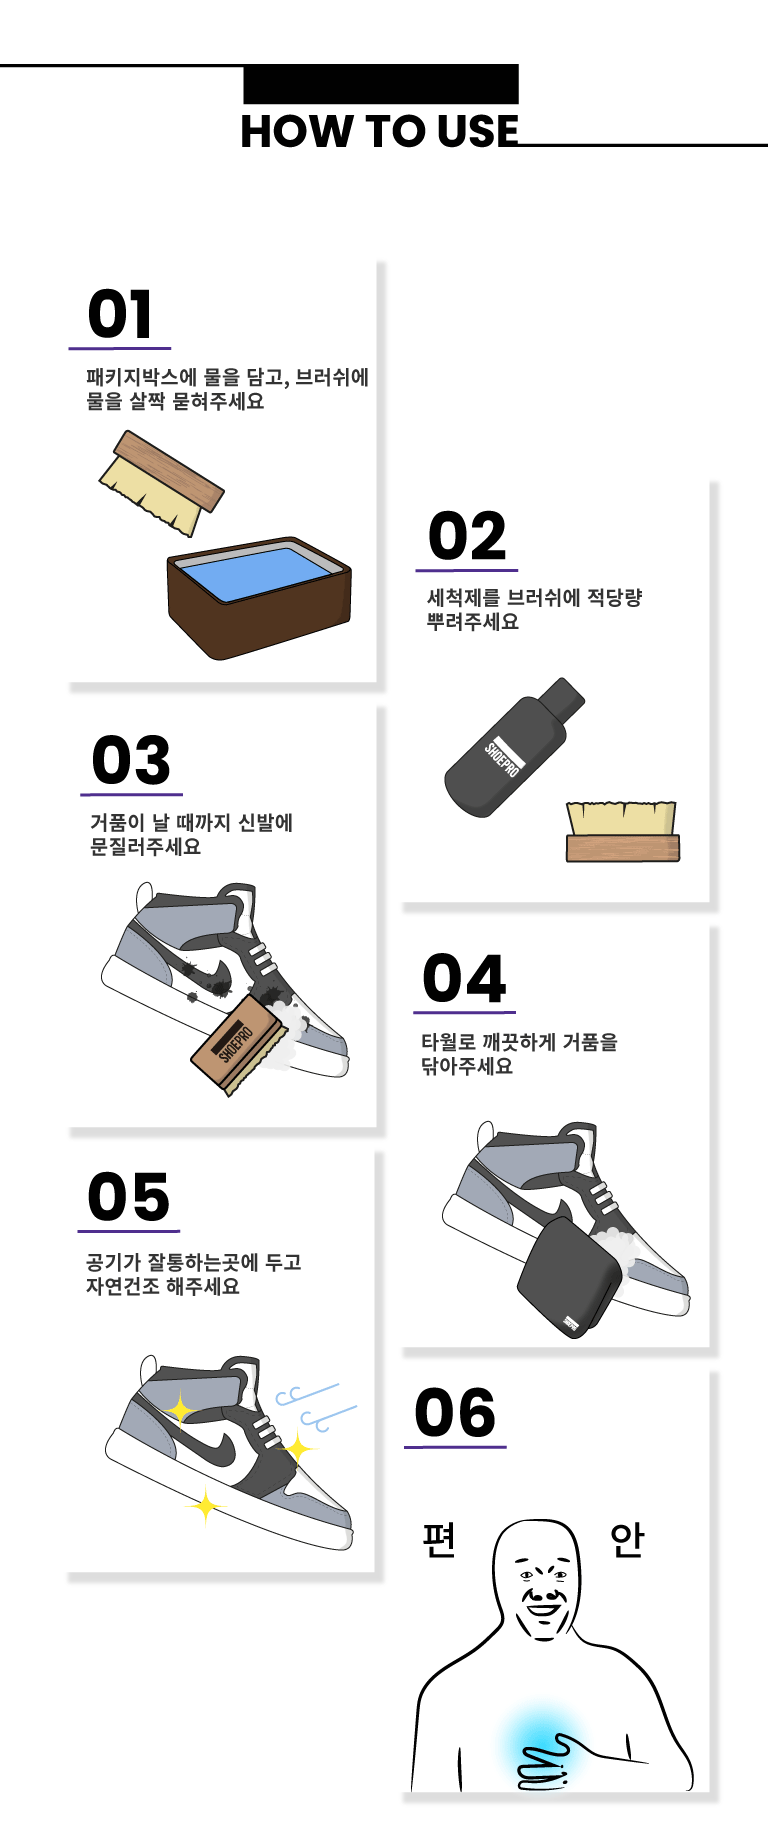 HOW TO USE
01
패키지박스에 물을 담고, 브러쉬에
물을 살짝 묻혀주세요
02
세척제를 브러쉬에 적당량
뿌려주세요
SHOEPRO
03
거품이 날 때까지 신발에
문질러주세요
SHOEPRO
04
타월로 깨끗하게 거품을
닦아주세요
05
공기가 잘통하는곳에 두고
자연건조 해주세요
06
편 안